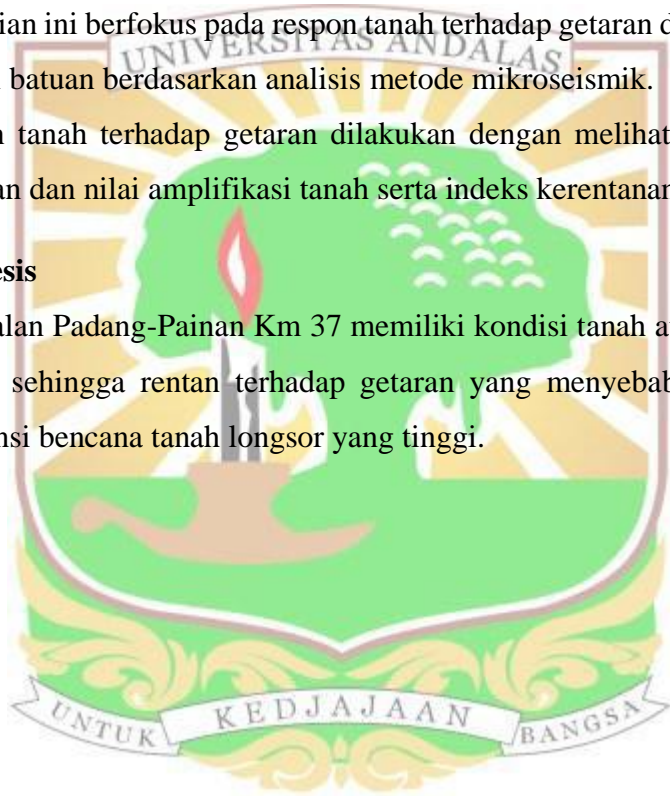 ian ini berfokus pada respon tanah terhadap getaran d
UNIVERSITAS ANDALAS
batuan berdasarkan analisis metode mikroseismik.
tanah terhadap getaran dilakukan dengan melihat
an dan nilai amplifikasi tanah serta indeks kerentanan
esis
alan Padang-Painan Km 37 memiliki kondisi tanah a
sehingga rentan terhadap getaran yang menyebab
nsi bencana tanah longsor yang tinggi.
UNTUK KEDJAJAAN BANGSA